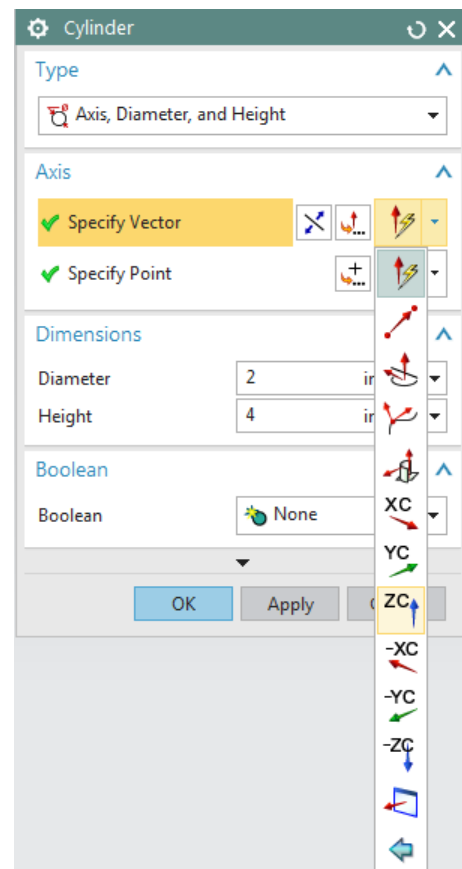 Cylinder
Type
Axis, Diameter, and Height
Axis
Specify Vector
Specify Point
Dimensions
Diameter 2
Height 4
Boolean
Boolean None
OK Apply
XC
YC
ZC
-XC
-YC
-ZC